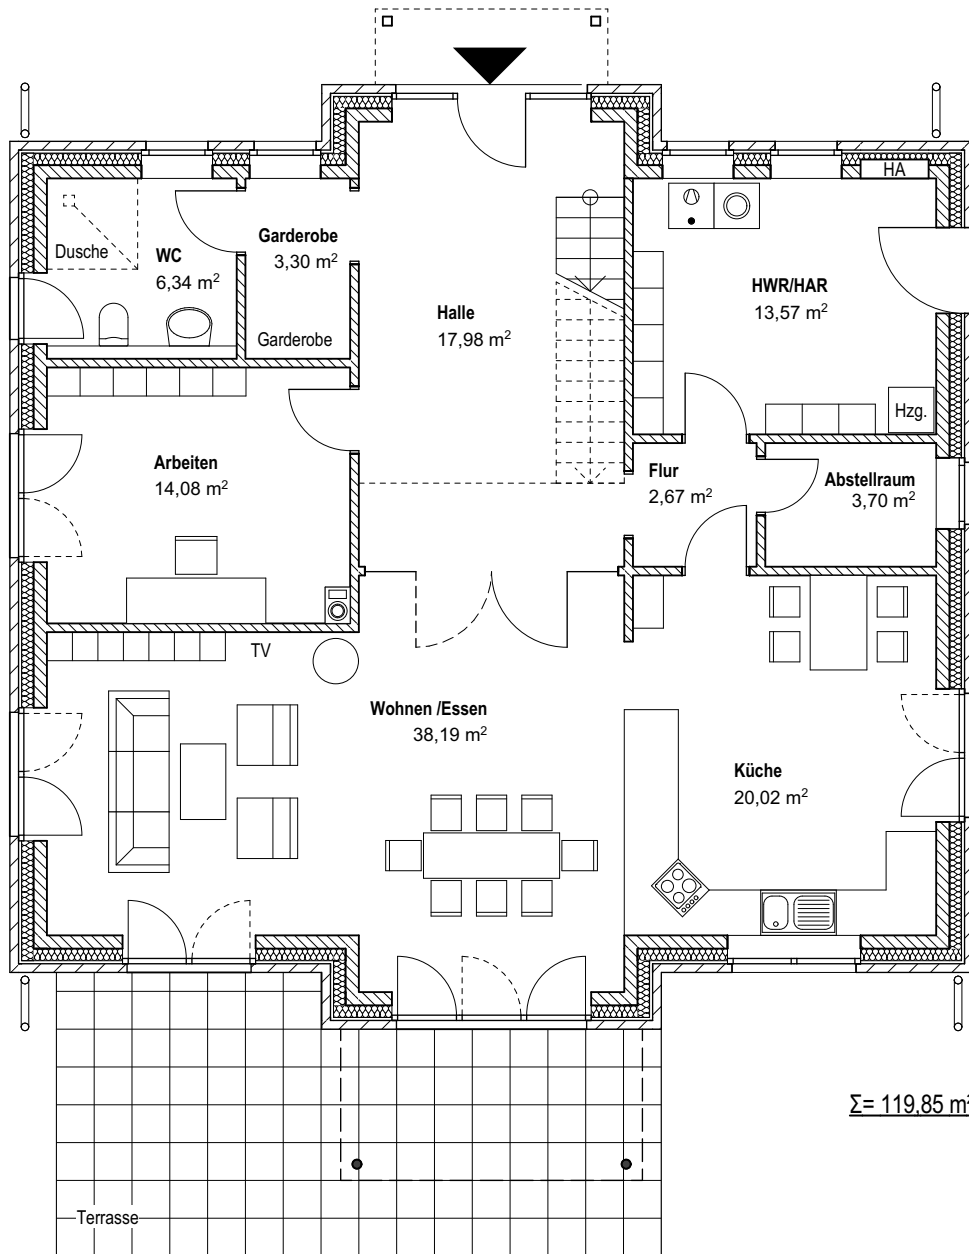 HA
Dusche
WC
6,34 m²
Garderobe
3,30 m²
Garderobe
Halle
17,98 m²
HWR/HAR
13,57 m²
Hzg.
Arbeiten
14,08 m²
Flur
2,67 m²
Abstellraum
3,70 m²
TV
Wohnen /Essen
38,19 m²
Küche
20,02 m²
Σ= 119,85 m²
Terrasse